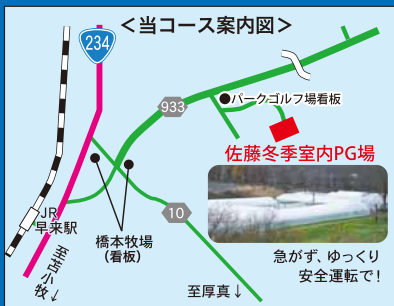 ＜当コース案内図＞
234
933
パークゴルフ場看板
佐藤冬季室内PG場
JR
早来駅
橋本牧場
（看板）
10
至苫小牧↓
至厚真↓
急がず、ゆっくり
安全運転で！